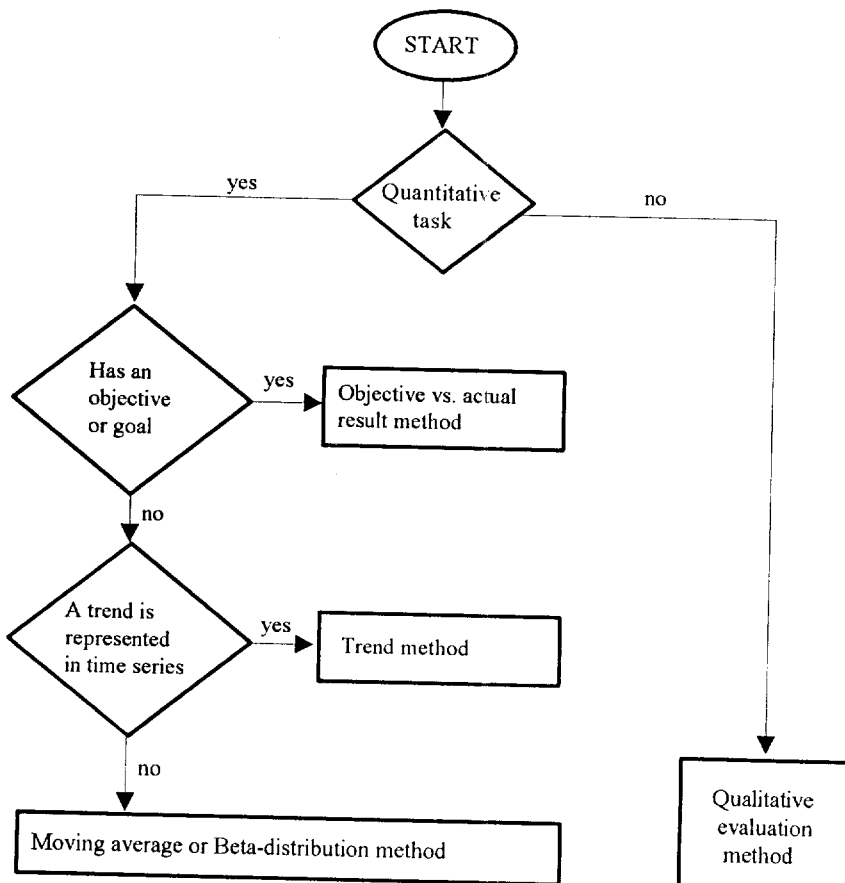 START
Quantitative
task
yes
no
Has an
objective
or goal
yes
Objective vs. actual
result method
no
A trend is
represented
in time series
yes
Trend method
no
Moving average or Beta-distribution method
Qualitative
evaluation
method